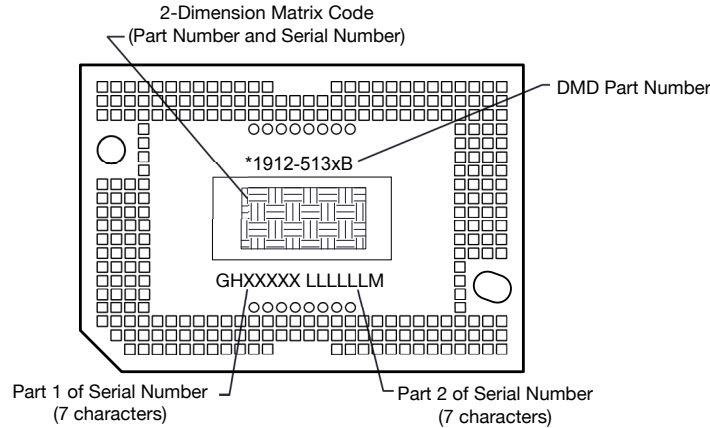 2-Dimension Matrix Code
(Part Number and Serial Number)
DMD Part Number
*1912-513xB
GHXXXXX LLLLLLM
Part 1 of Serial Number
(7 characters)
Part 2 of Serial Number
(7 characters)